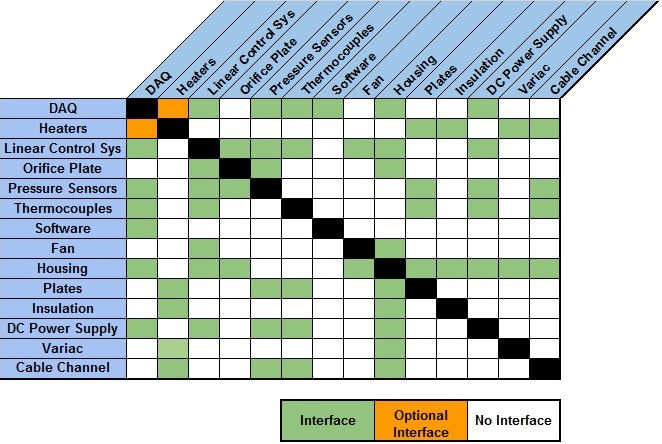 DAQ
Heaters
Linear Control Sys
Orifice Plate
Pressure Sensors
Thermocouples
Software
Fan
Housing
Plates
Insulation
DC Power Supply
Variac
Cable Channel
DAQ
Heaters
Linear Control Sys
Orifice Plate
Pressure Sensors
Thermocouples
Software
Fan
Housing
Plates
Insulation
DC Power Supply
Variac
Cable Channel
Interface
Optional
Interface
No Interface